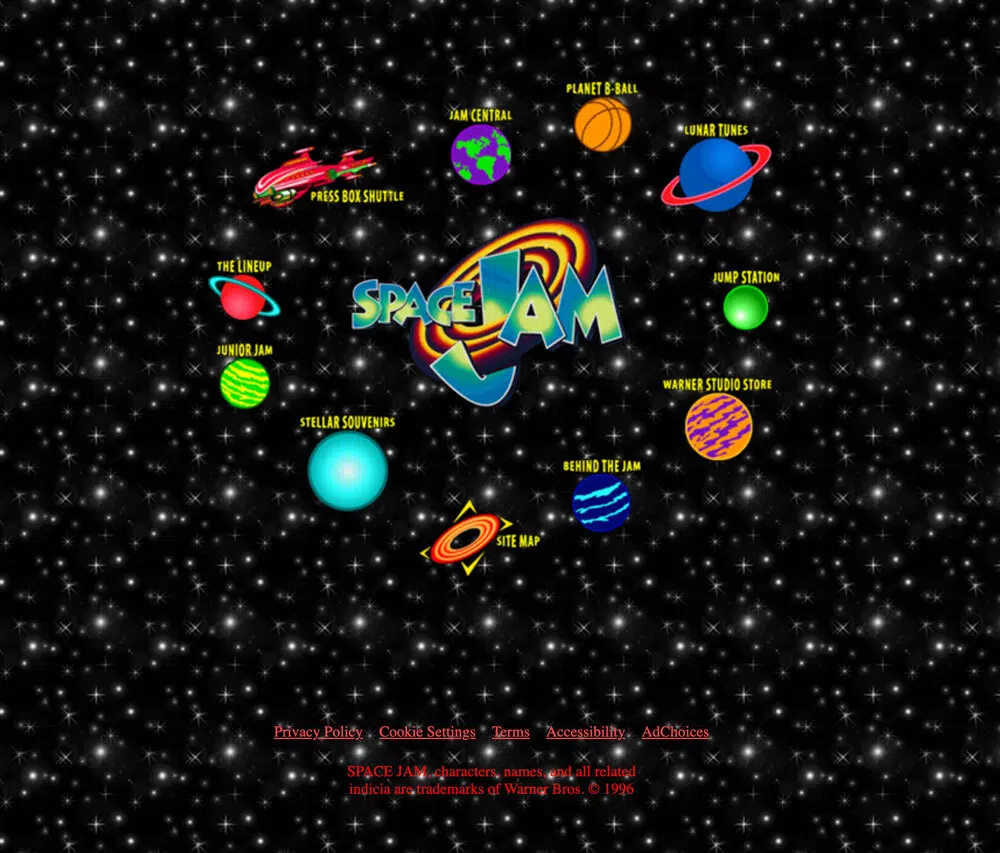 PLANET B-BALL
JAM CENTRAL
LUNAR TUNES
PRESS BOX SHUTTLE
THE LINEUP
JUMP STATION
SPACE JAM
JUNIOR JAM
WARNER STUDIO STORE
STELLAR SOUVENIRS
BEHIND THE JAM
SITE MAP
Privacy Policy Cookie Settings Terms Accessibility AdChoices
SPACE JAM, characters, names, and all related
indicia are trademarks of Warner Bros. © 1996